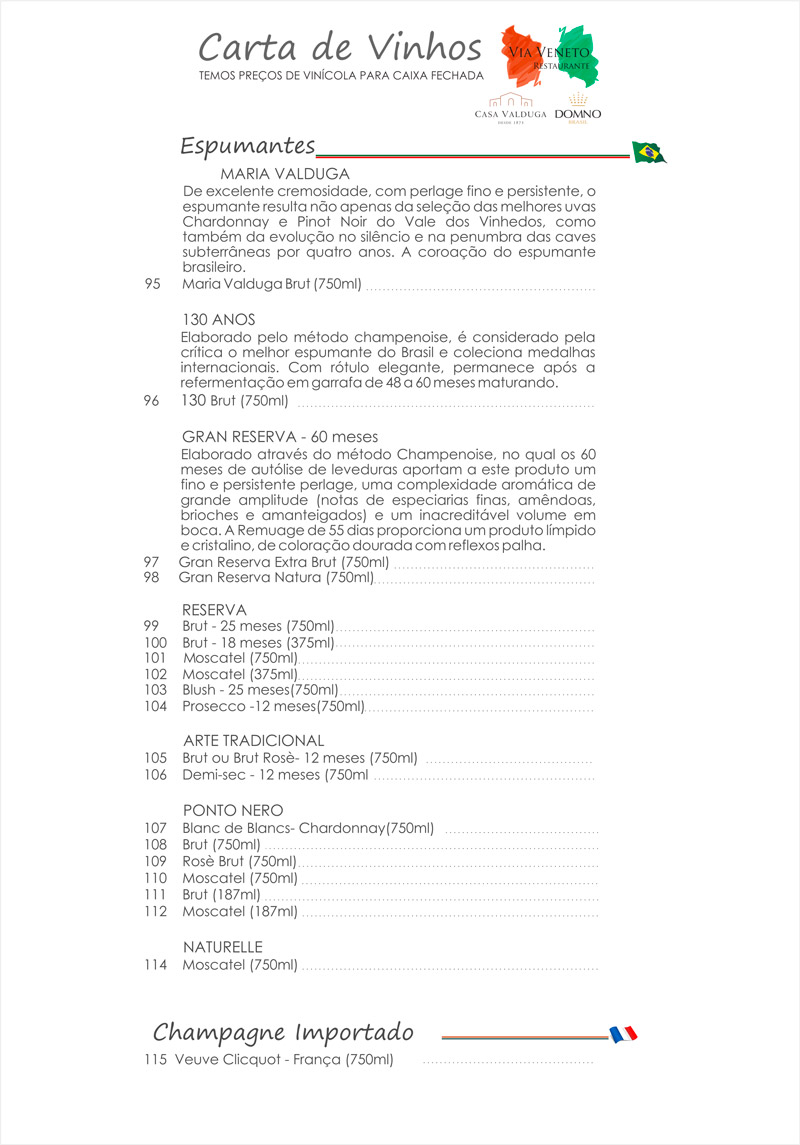 Carta de Vinhos
TEMOS PREÇOS DE VINÍCOLA PARA CAIXA FECHADA
VIA VENETO
RESTAURANTE
CASA VALDUGA
DESDE 1875
DOMNO
BRASIL
Espumantes
MARIA VALDUGA
De excelente cremosidade, com perlage fino e persistente, o
espumante resulta não apenas da seleção das melhores uvas
Chardonnay e Pinot Noir do Vale dos Vinhedos, como
também da evolução no silêncio e na penumbra das caves
subterrâneas por quatro anos. A coroação do espumante
brasileiro.
95 Maria Valduga Brut (750ml)
130 ANOS
Elaborado pelo método champenoise, é considerado pela
crítica o melhor espumante do Brasil e coleciona medalhas
internacionais. Com rótulo elegante, permanece após a
refermentação em garrafa de 48 a 60 meses maturando.
96 130 Brut (750ml)
GRAN RESERVA - 60 meses
Elaborado através do método Champenoise, no qual os 60
meses de autólise de leveduras aportam a este produto um
fino e persistente perlage, uma complexidade aromática de
grande amplitude (notas de especiarias finas, amêndoas,
brioches e amanteigados) e um inacreditável volume em
boca. A Remuage de 55 dias proporciona um produto límpido
e cristalino, de coloração dourada com reflexos palha.
97 Gran Reserva Extra Brut (750ml)
98 Gran Reserva Natura (750ml)
RESERVA
99 Brut - 25 meses (750ml)
100 Brut - 18 meses (375ml)
101 Moscatel (750ml)
102 Moscatel (375ml)
103 Blush - 25 meses(750ml)
104 Prosecco -12 meses(750ml)
ARTE TRADICIONAL
105 Brut ou Brut Rosè- 12 meses (750ml)
106 Demi-sec - 12 meses (750ml
PONTO NERO
107 Blanc de Blancs- Chardonnay(750ml)
108 Brut (750ml)
109 Rosè Brut (750ml)
110 Moscatel (750ml)
111 Brut (187ml)
112 Moscatel (187ml)
NATURELLE
114 Moscatel (750ml)
Champagne Importado
115 Veuve Clicquot - França (750ml)